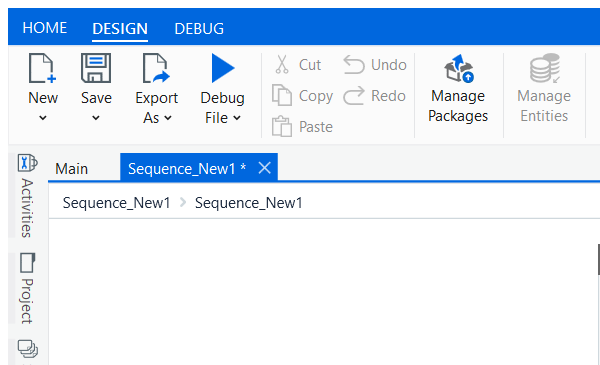 HOME DESIGN DEBUG
New Save Export As Debug File
Cut Undo
Copy Redo
Paste
Manage Packages Manage Entities
Main Sequence_New1 *
Sequence_New1 > Sequence_New1
Activities
Project